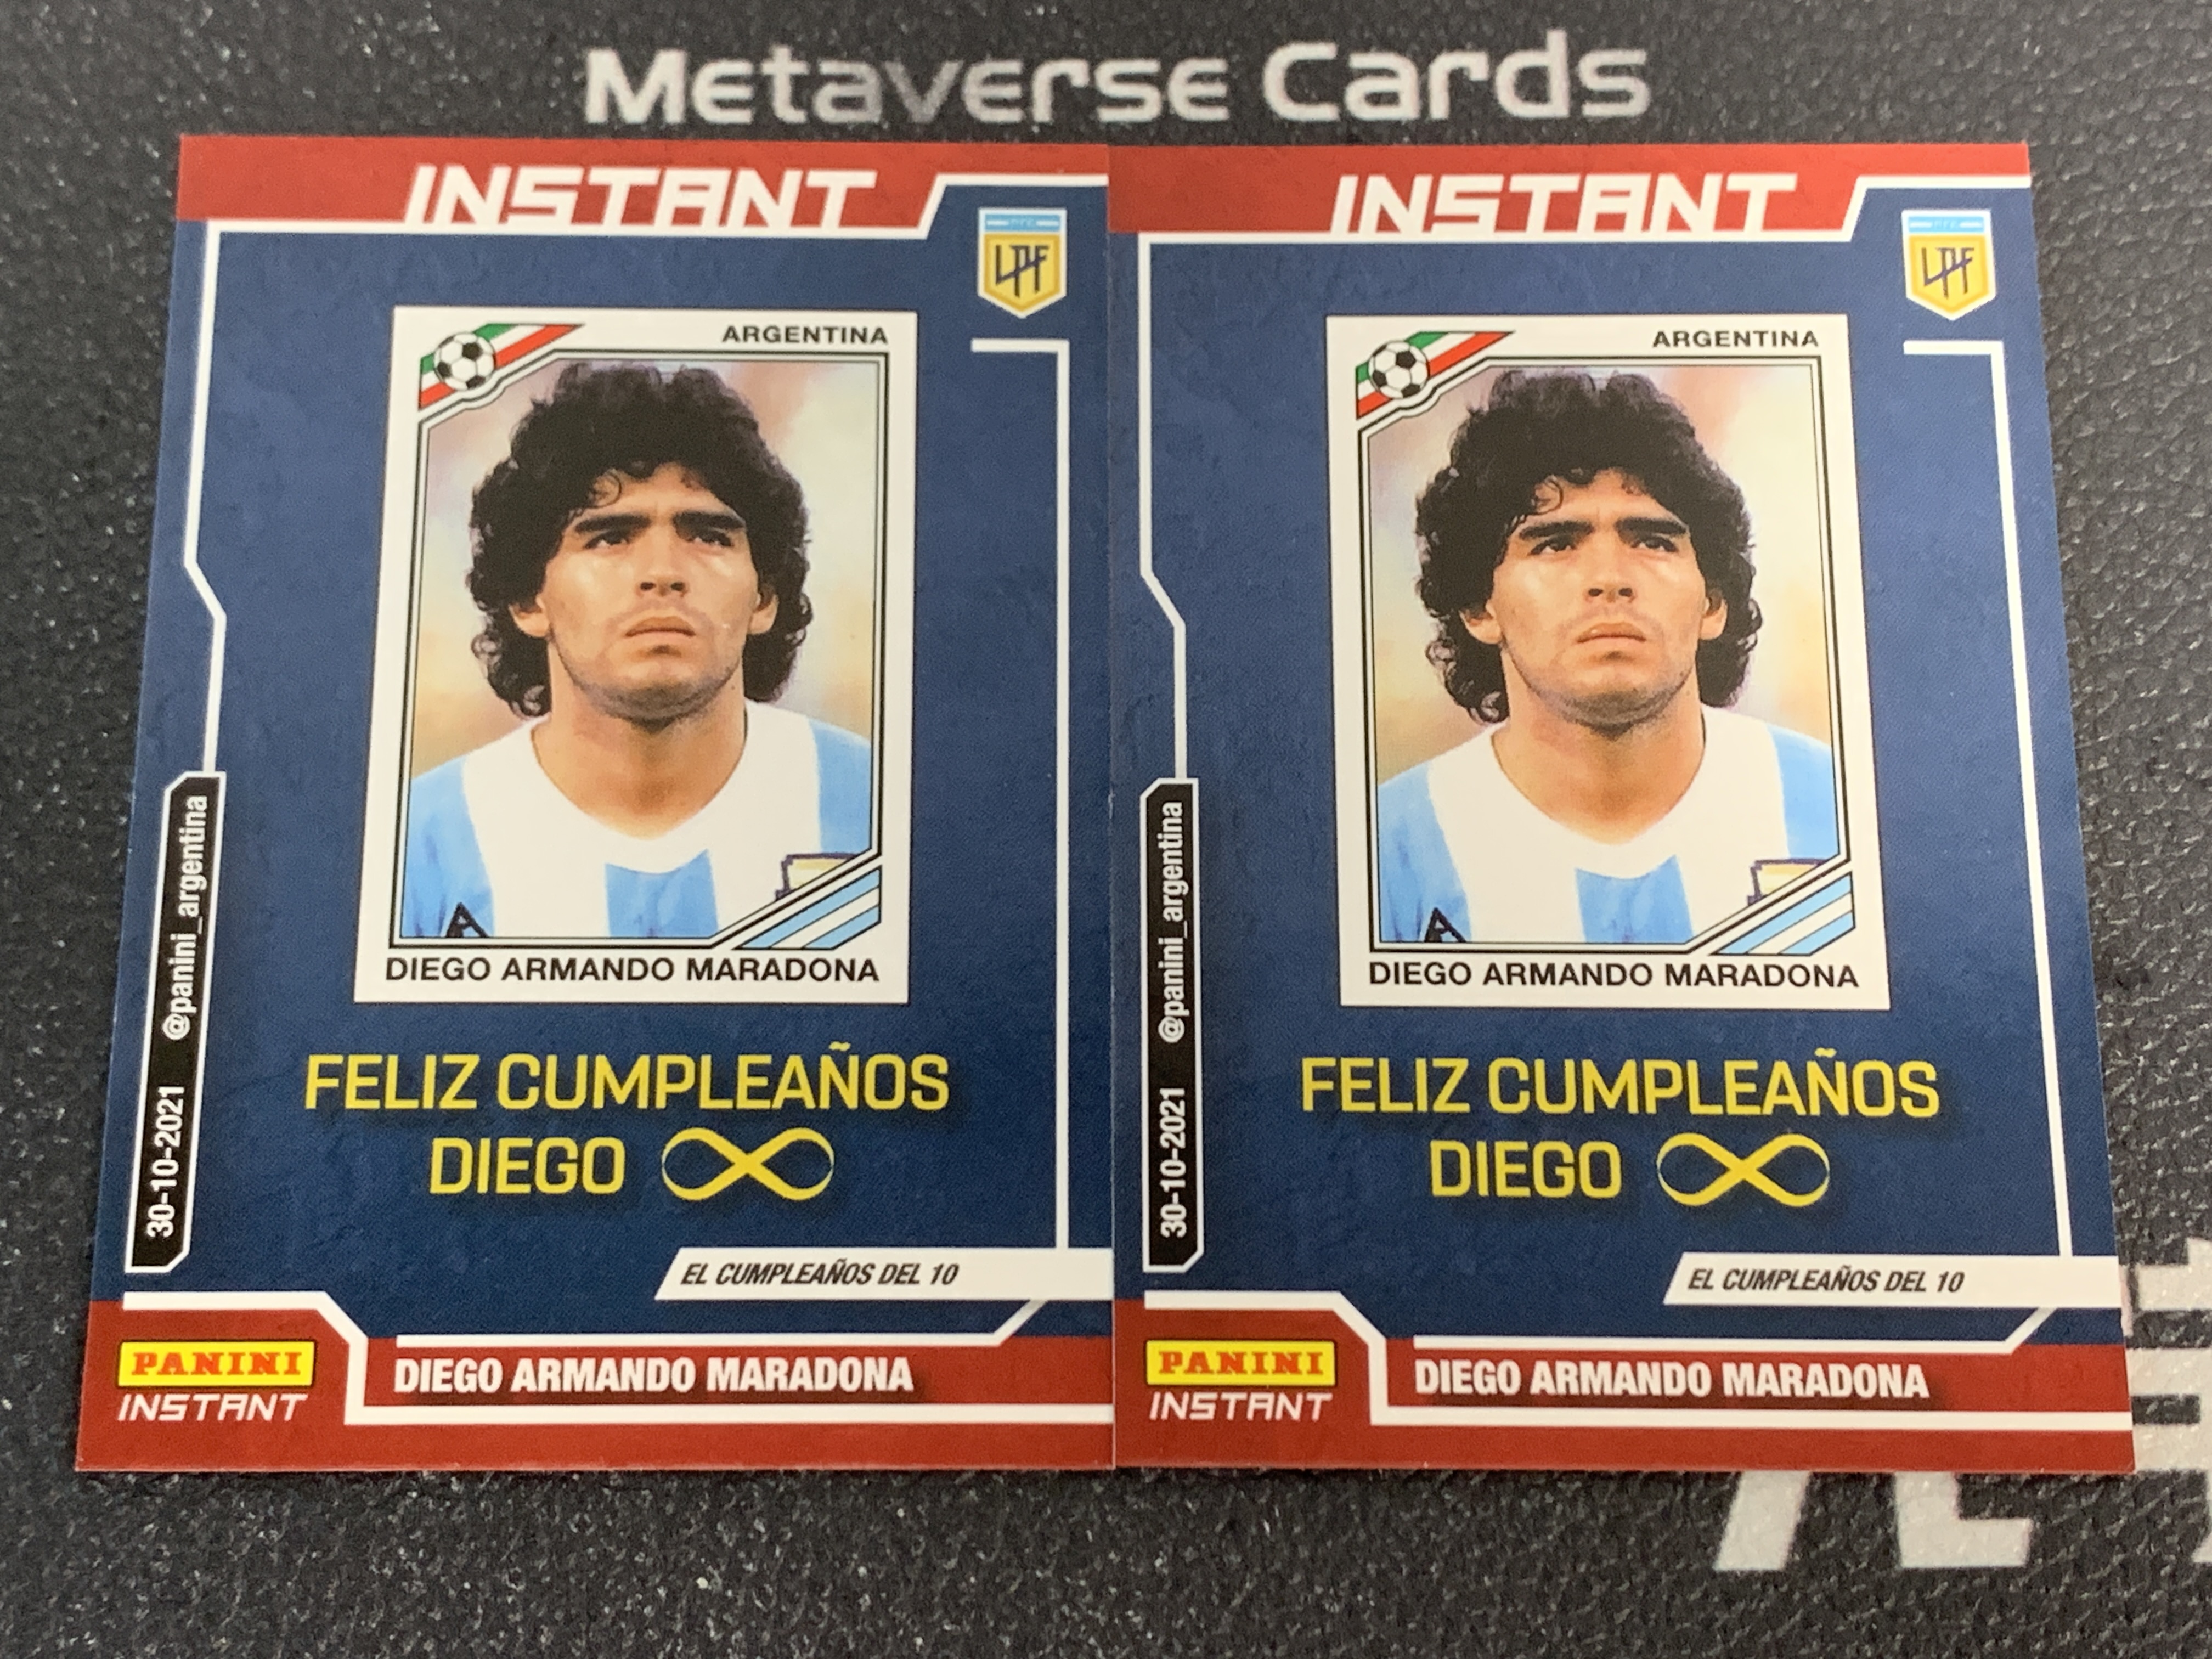 Metaverse Cards
INSTANT
LPF
ARGENTINA
DIEGO ARMANDO MARADONA
30-10-2021 @panini_argentina
FELIZ CUMPLEAÑOS
DIEGO
EL CUMPLEAÑOS DEL 10
PANINI
INSTANT
DIEGO ARMANDO MARADONA
INSTANT
LPF
ARGENTINA
DIEGO ARMANDO MARADONA
30-10-2021 @panini_argentina
FELIZ CUMPLEAÑOS
DIEGO
EL CUMPLEAÑOS DEL 10
PANINI
INSTANT
DIEGO ARMANDO MARADONA